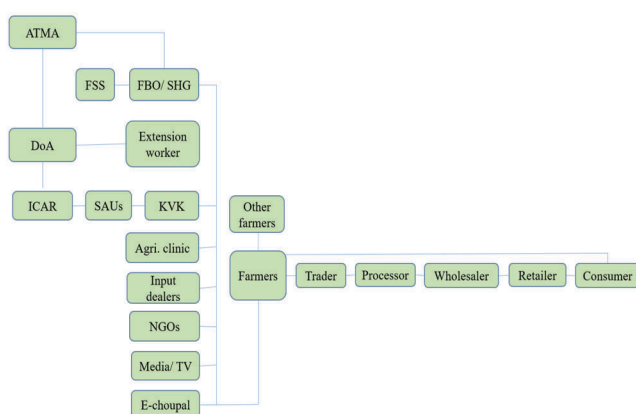 ATMA
FSS
FBO/ SHG
DoA
Extension
worker
ICAR
SAUs
KVK
Other
farmers
Agri. clinic
Farmers
Trader
Processor
Wholesaler
Retailer
Consumer
Input
dealers
NGOs
Media/ TV
E-choupal